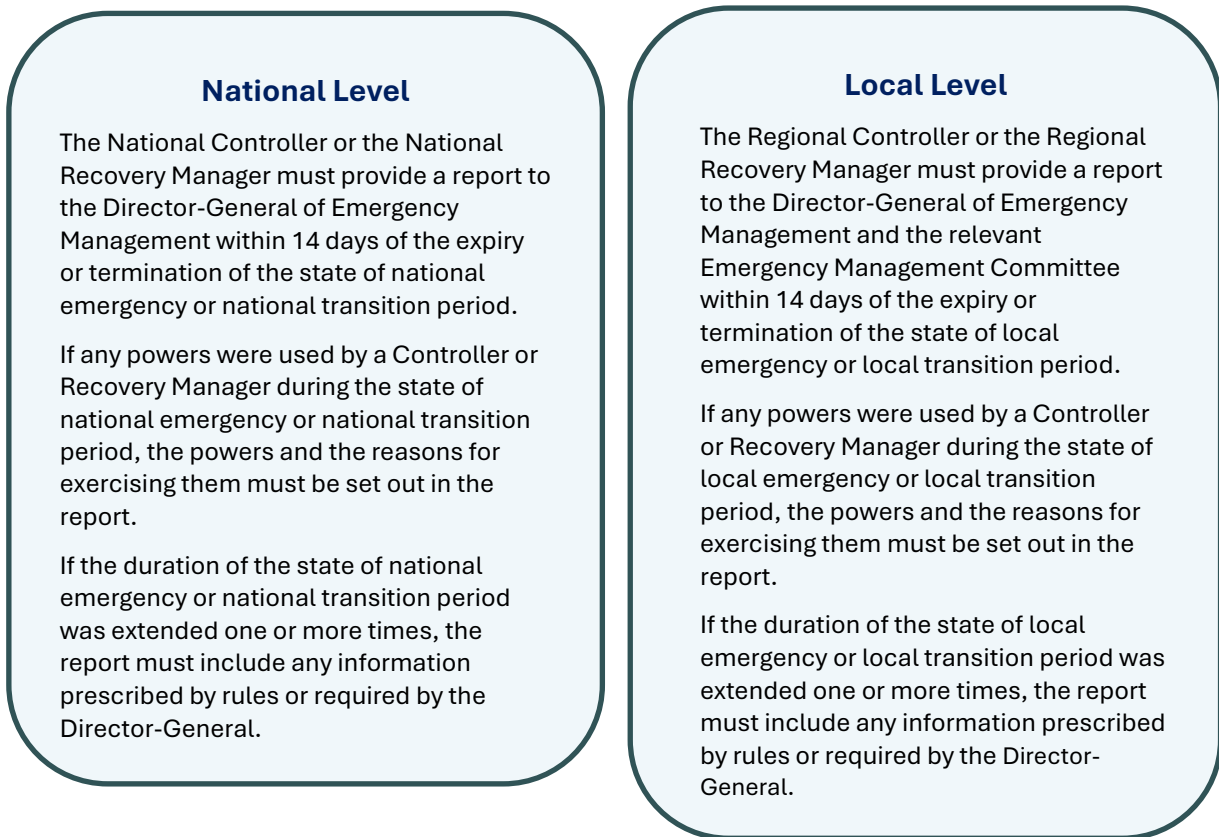 National Level
The National Controller or the National
Recovery Manager must provide a report to
the Director-General of Emergency
Management within 14 days of the expiry
or termination of the state of national
emergency or national transition period.
If any powers were used by a Controller or
Recovery Manager during the state of
national emergency or national transition
period, the powers and the reasons for
exercising them must be set out in the
report.
If the duration of the state of national
emergency or national transition period
was extended one or more times, the
report must include any information
prescribed by rules or required by the
Director-General.
Local Level
The Regional Controller or the Regional
Recovery Manager must provide a report
to the Director-General of Emergency
Management and the relevant
Emergency Management Committee
within 14 days of the expiry or
termination of the state of local
emergency or local transition period.
If any powers were used by a Controller
or Recovery Manager during the state of
local emergency or local transition
period, the powers and the reasons for
exercising them must be set out in the
report.
If the duration of the state of local
emergency or local transition period was
extended one or more times, the report
must include any information prescribed
by rules or required by the Director-
General.